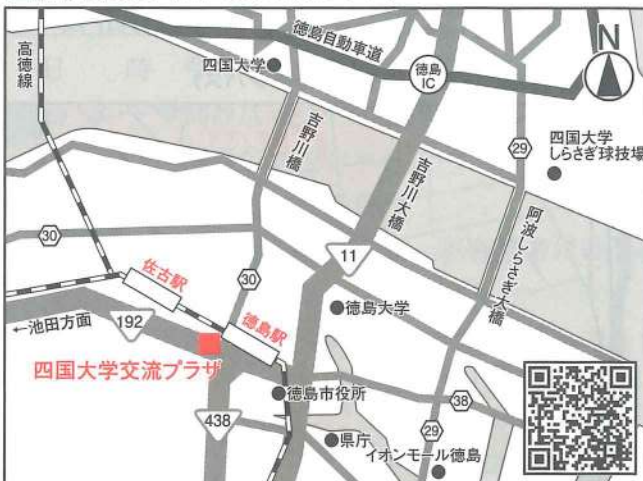 徳島自動車道
高徳線
四国大学
徳島
IC
N
吉野川橋
吉野川大橋
29
四国大学
しらさぎ球技場
阿波しらさぎ大橋
30
11
佐古駅
30
徳島大学
←池田方面
192
徳島駅
四国大学交流プラザ
徳島市役所
38
438
県庁
29
イオンモール徳島